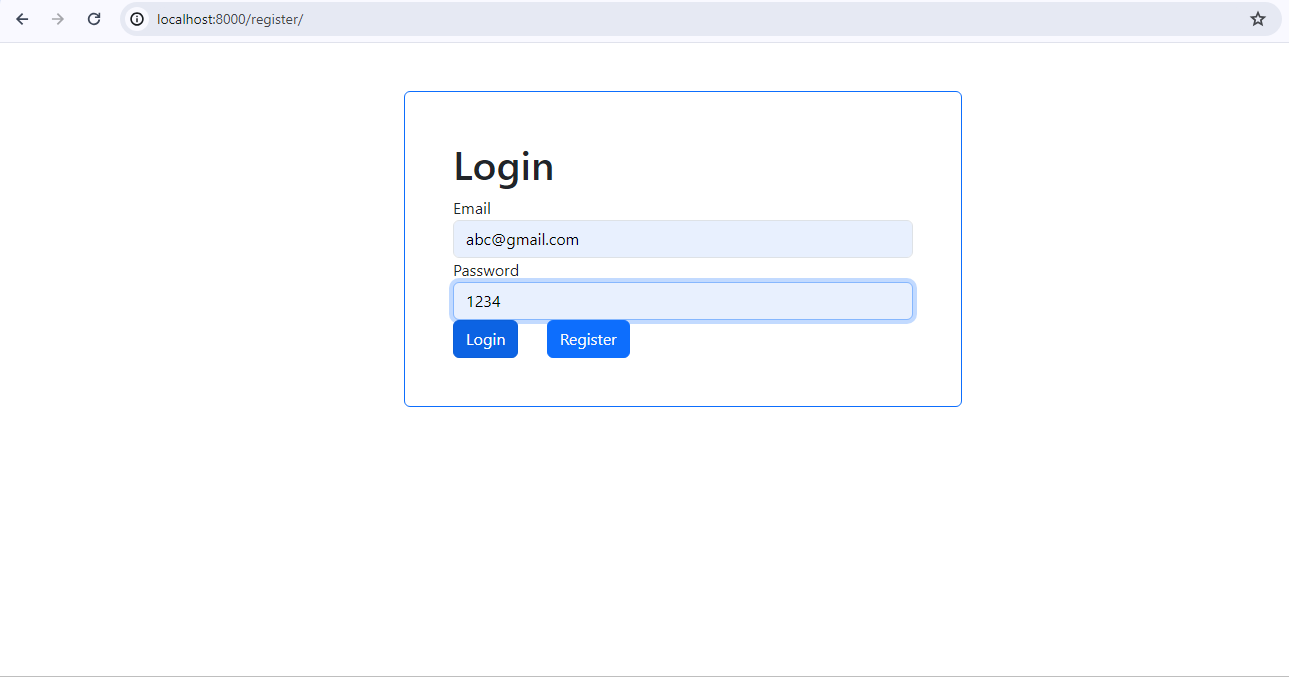 localhost:8000/register/
Login
Email
abc@gmail.com
Password
1234
Login Register